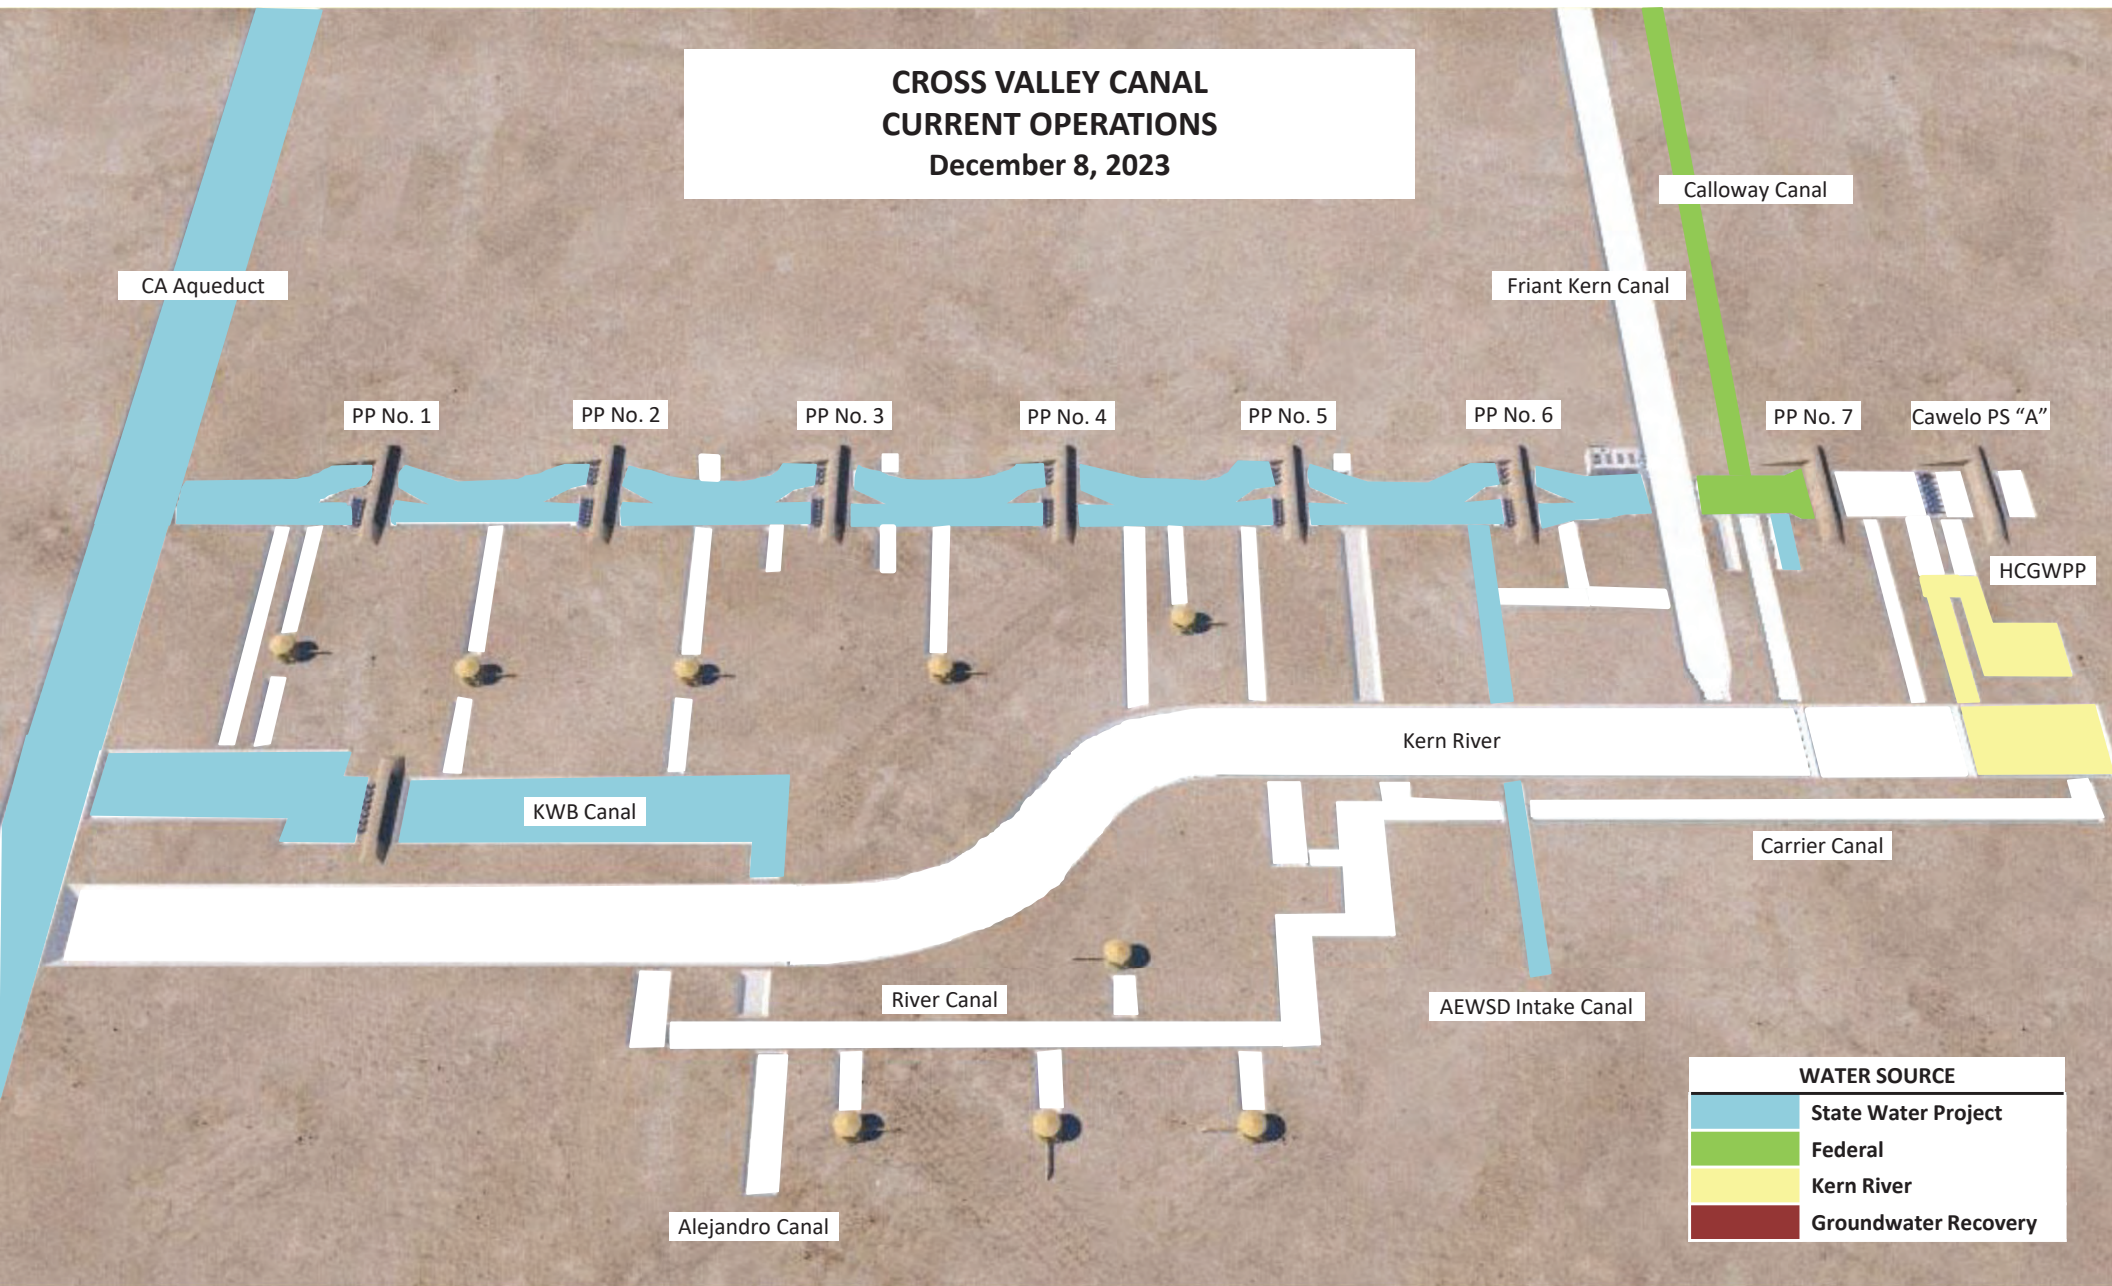 CROSS VALLEY CANAL
CURRENT OPERATIONS
December 8, 2023
Calloway Canal
CA Aqueduct
Friant Kern Canal
PP No. 1
PP No. 2
PP No. 3
PP No. 4
PP No. 5
PP No. 6
PP No. 7
Cawelo PS “A”
HCGWPP
Kern River
KWB Canal
Carrier Canal
River Canal
AEWSD Intake Canal
Alejandro Canal
WATER SOURCE
State Water Project
Federal
Kern River
Groundwater Recovery